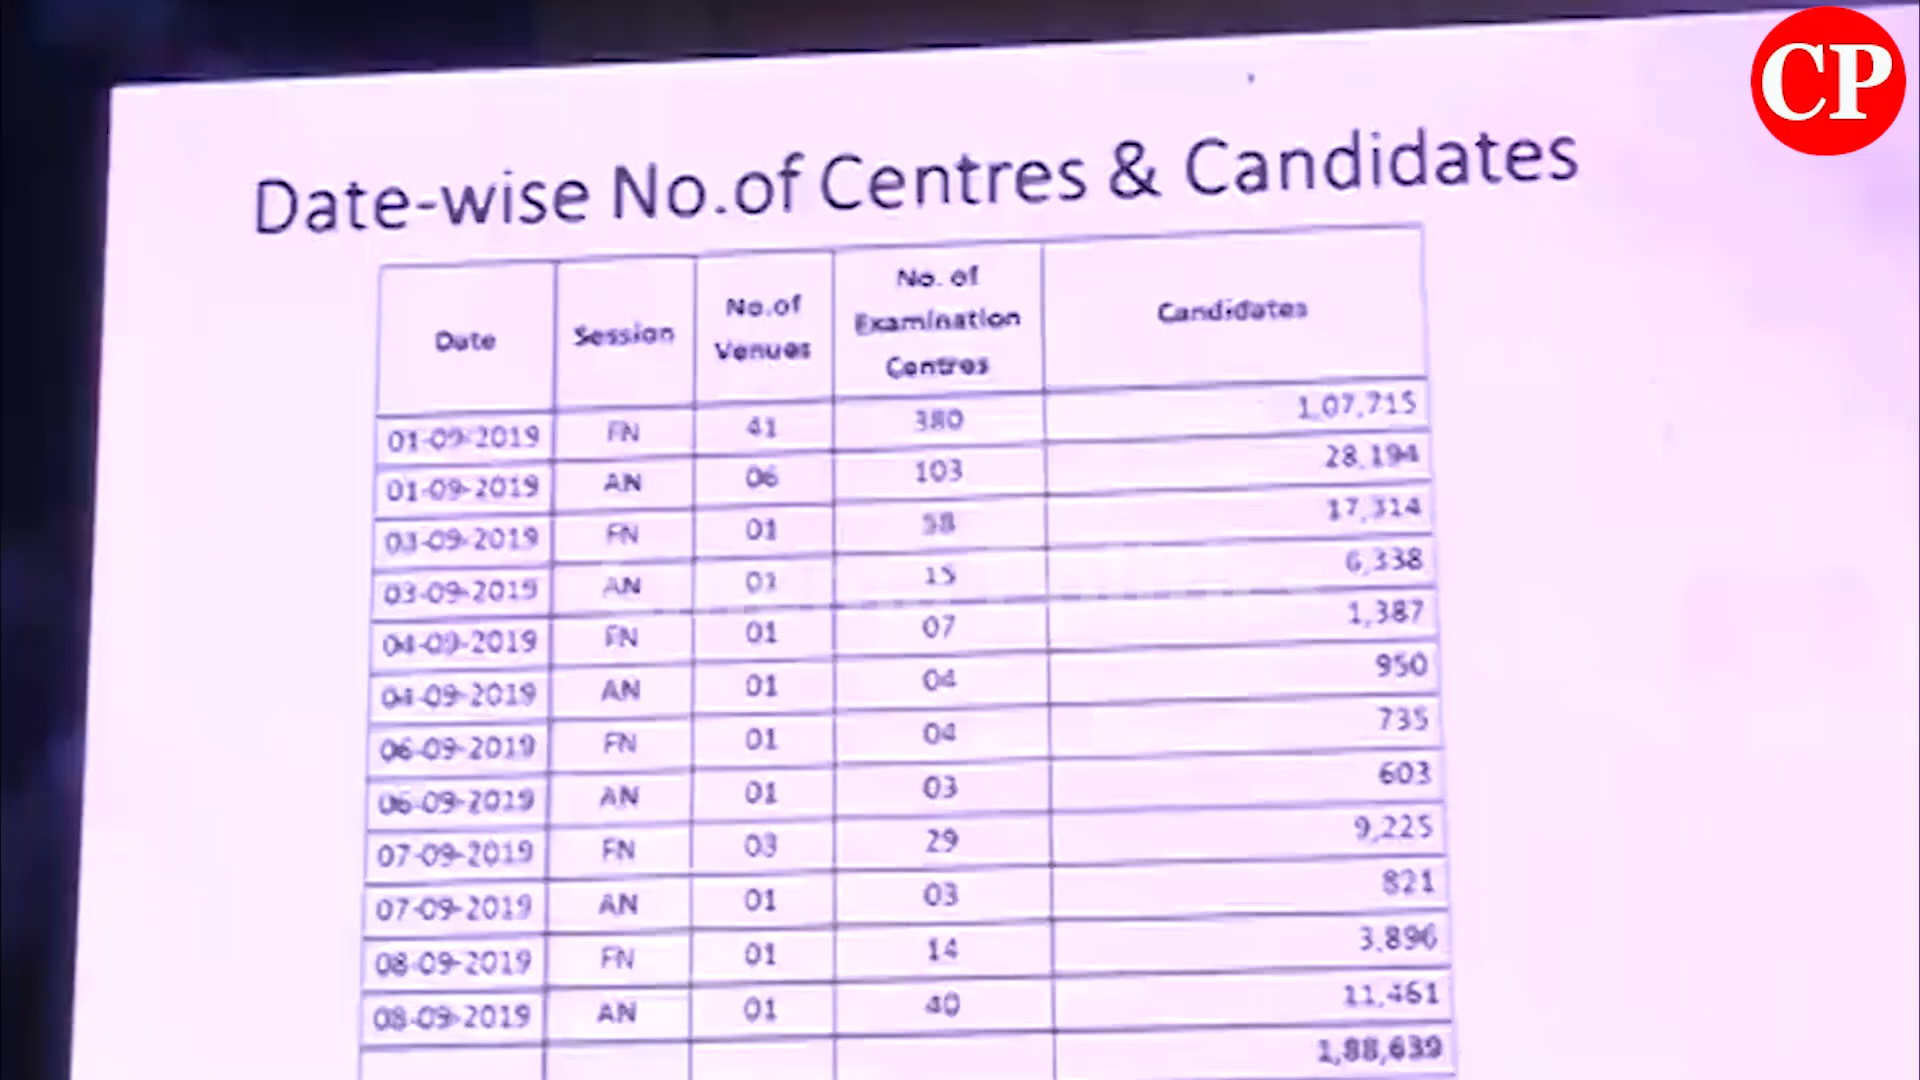 CP
Date-wise No.of Centres & Candidates
Date Session No.of Venues No. of Examination Centres Candidates
01-09-2019 FN 41 380 1,07,715
01-09-2019 AN 06 103 28,194
03-09-2019 FN 01 58 17,314
03-09-2019 AN 01 15 6,338
04-09-2019 FN 01 07 1,387
04-09-2019 AN 01 04 950
06-09-2019 FN 01 04 735
06-09-2019 AN 01 03 603
07-09-2019 FN 03 29 9,225
07-09-2019 AN 01 03 821
08-09-2019 FN 01 14 3,896
08-09-2019 AN 01 40 11,461
1,88,639